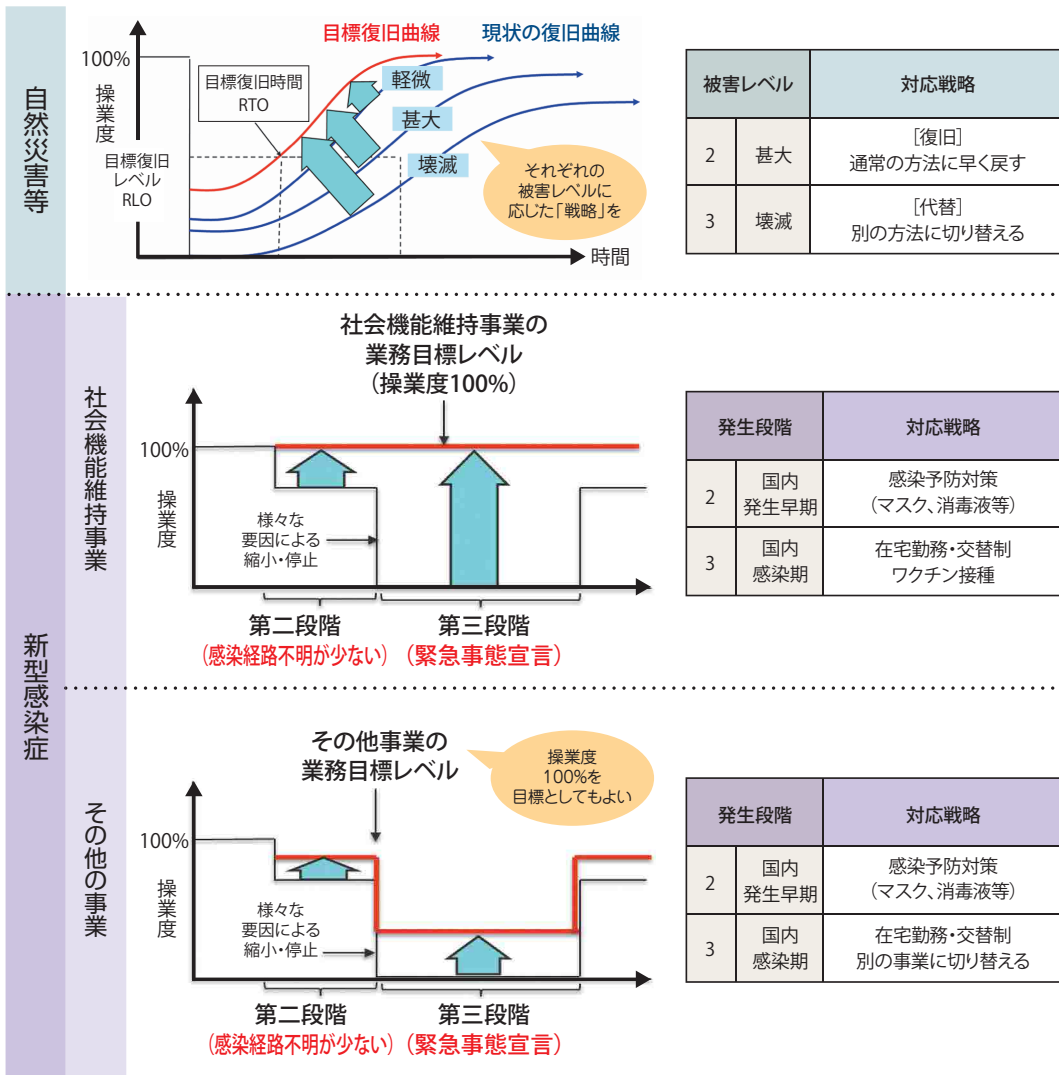 自然災害等
目標復旧曲線
現状の復旧曲線
100%
操業度
目標復旧時間
RTO
目標復旧
レベル
RLO
軽微
甚大
壊滅
それぞれの
被害レベルに
応じた「戦略」を
時間
被害レベル 対応戦略
2 甚大 [復旧]
通常の方法に早く戻す
3 壊滅 [代替]
別の方法に切り替える
新型感染症
社会機能維持事業
社会機能維持事業の
業務目標レベル
(操業度100%)
100%
操業度
様々な
要因による
縮小・停止
第二段階
(感染経路不明が少ない)
第三段階
(緊急事態宣言)
発生段階 対応戦略
2 国内
発生早期
感染予防対策
(マスク、消毒液等)
3 国内
感染期
在宅勤務・交替制
ワクチン接種
その他の事業
その他事業の
業務目標レベル
操業度
100%を
目標としてもよい
100%
操業度
様々な
要因による
縮小・停止
第二段階
(感染経路不明が少ない)
第三段階
(緊急事態宣言)
発生段階 対応戦略
2 国内
発生早期
感染予防対策
(マスク、消毒液等)
3 国内
感染期
在宅勤務・交替制
別の事業に切り替える